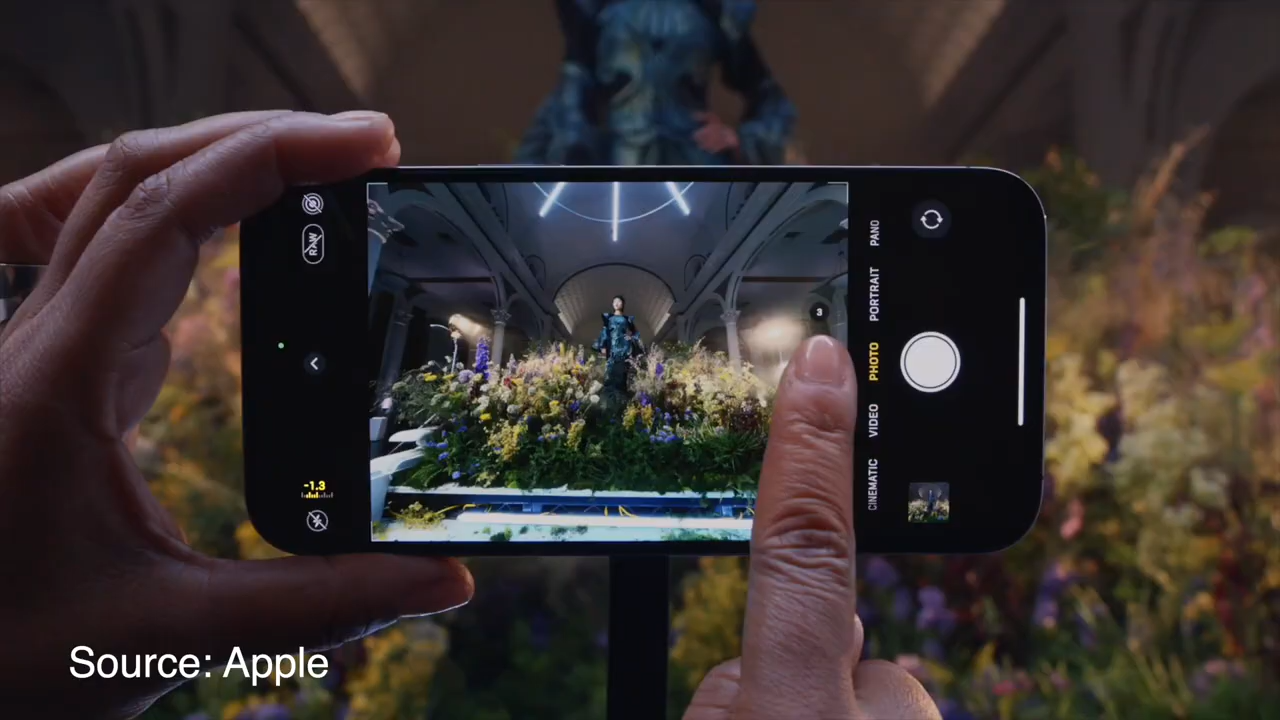 RAW
-1.3
3
PANO
PORTRAIT
PHOTO
VIDEO
CINEMATIC
Source: Apple